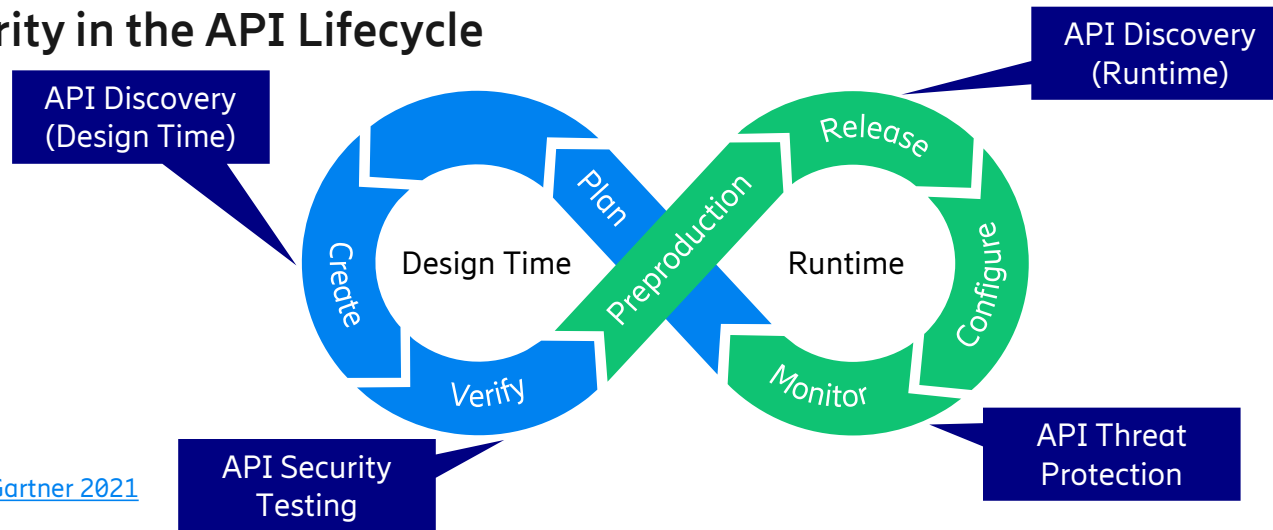 rity in the API Lifecycle
API Discovery
(Runtime)
API Discovery
(Design Time)
Release
Plan
Preproduction
Create
Design Time
Runtime
Configure
Verify
Monitor
API Security
Testing
API Threat
Protection
Gartner 2021